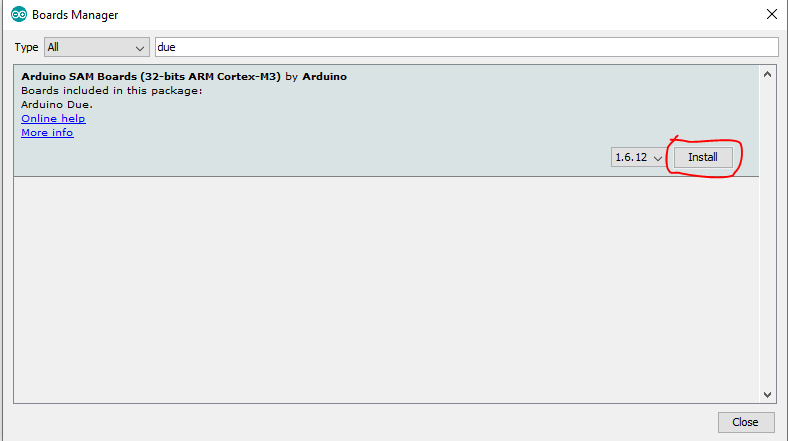 Boards Manager
Type All due
Arduino SAM Boards (32-bits ARM Cortex-M3) by Arduino
Boards included in this package:
Arduino Due.
Online help
More info
1.6.12 Install
Close